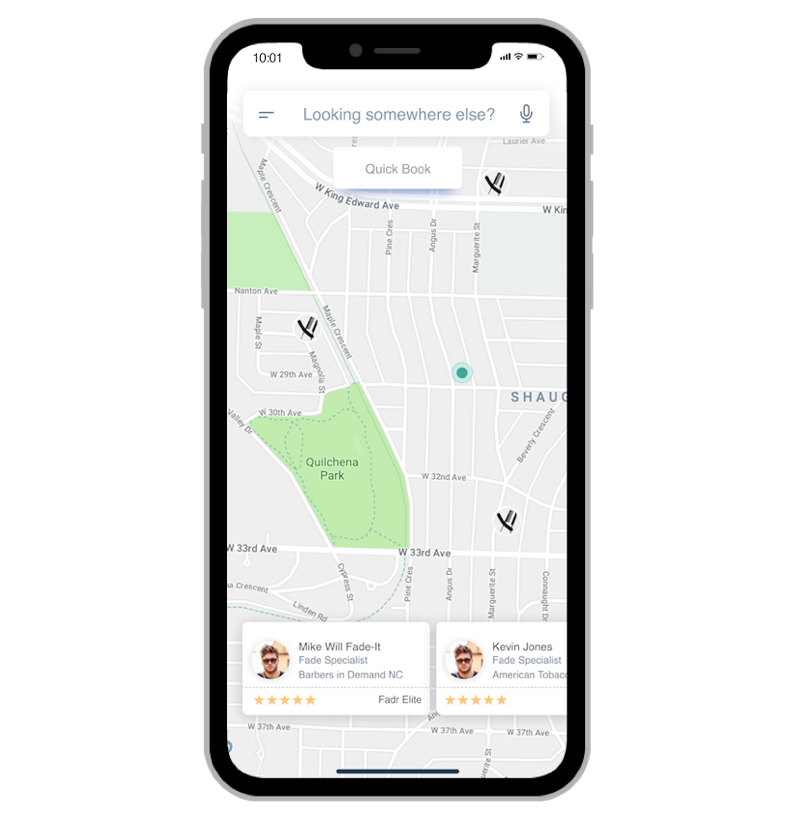 10:01
Looking somewhere else?
Laurier Ave
Quick Book
Maple Crescent
W King Edward Ave
W Kin
Pine Cres
Angus Dr
Marguerite St
Nanton Ave
Maple St
Maple Crescent
Magnolia St
W 29th Ave
SHAUG
W 30th Ave
Valley Dr
Beverly Crescent
Quilchena
Park
W 32nd Ave
W 33rd Ave
W 33rd Ave
Cypress St
Pine Cres
Angus Dr
Marguerite St
Connaught Dr
a Crescent
Linden Rd
Mike Will Fade-It
Fade Specialist
Barbers in Demand NC
Fadr Elite
Kevin Jones
Fade Specialist
American Tobacc
W 37th Ave
W 37th Ave
W 37th Ave
uerite St